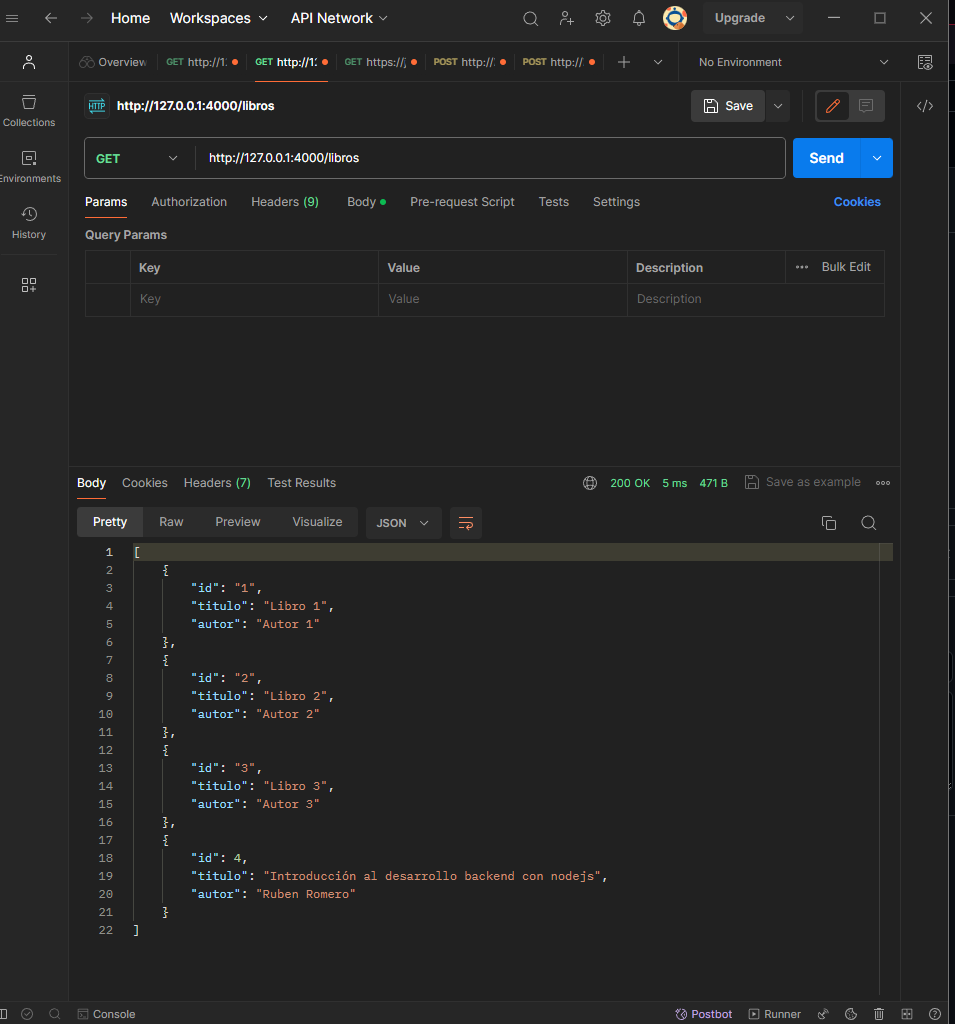 Home Workspaces API Network Upgrade
Overview GET http://1 GET http://1 GET https:// POST http:// POST http:// No Environment
HTTP http://127.0.0.1:4000/libros Save
Collections
GET http://127.0.0.1:4000/libros Send
Environments
Params Authorization Headers (9) Body Pre-request Script Tests Settings Cookies
History
Query Params
Key Value Description Bulk Edit
Key Value Description
Body Cookies Headers (7) Test Results 200 OK 5 ms 471 B Save as example
Pretty Raw Preview Visualize JSON
1 [
2 {
3 "id": "1",
4 "titulo": "Libro 1",
5 "autor": "Autor 1"
6 },
7 {
8 "id": "2",
9 "titulo": "Libro 2",
10 "autor": "Autor 2"
11 },
12 {
13 "id": "3",
14 "titulo": "Libro 3",
15 "autor": "Autor 3"
16 },
17 {
18 "id": 4,
19 "titulo": "Introducción al desarrollo backend con nodejs",
20 "autor": "Ruben Romero"
21 }
22 ]
Console Postbot Runner